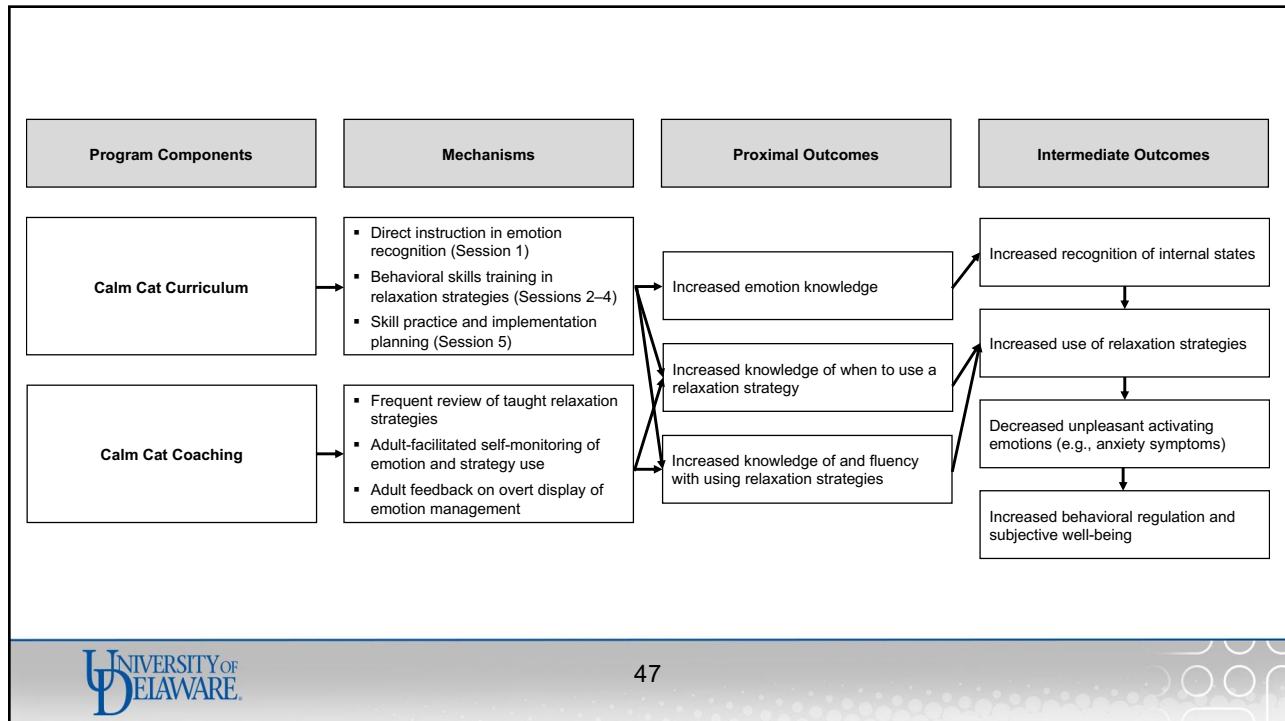 Program Components
Mechanisms
Proximal Outcomes
Intermediate Outcomes
Calm Cat Curriculum
▪ Direct instruction in emotion
recognition (Session 1)
▪ Behavioral skills training in
relaxation strategies (Sessions 2–4)
▪ Skill practice and implementation
planning (Session 5)
Calm Cat Coaching
▪ Frequent review of taught relaxation
strategies
▪ Adult-facilitated self-monitoring of
emotion and strategy use
▪ Adult feedback on overt display of
emotion management
Increased emotion knowledge
Increased knowledge of when to use a
relaxation strategy
Increased knowledge of and fluency
with using relaxation strategies
Increased recognition of internal states
Increased use of relaxation strategies
Decreased unpleasant activating
emotions (e.g., anxiety symptoms)
Increased behavioral regulation and
subjective well-being
UNIVERSITY OF
DELAWARE.
47